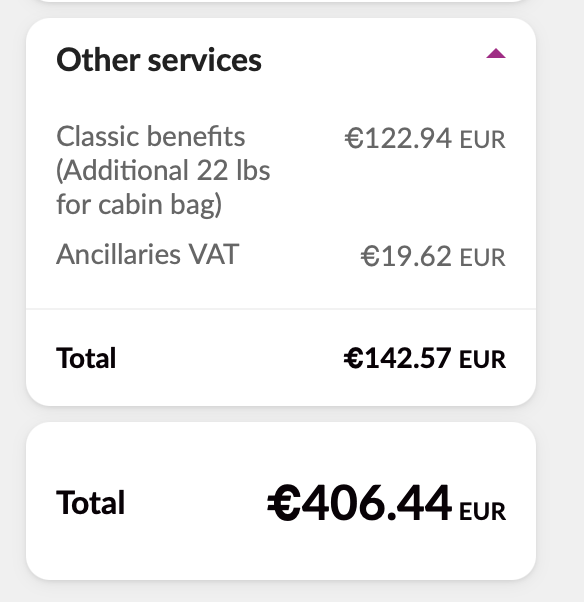 Other services
Classic benefits €122.94 EUR
(Additional 22 lbs
for cabin bag)
Ancillaries VAT €19.62 EUR
Total €142.57 EUR
Total €406.44 EUR